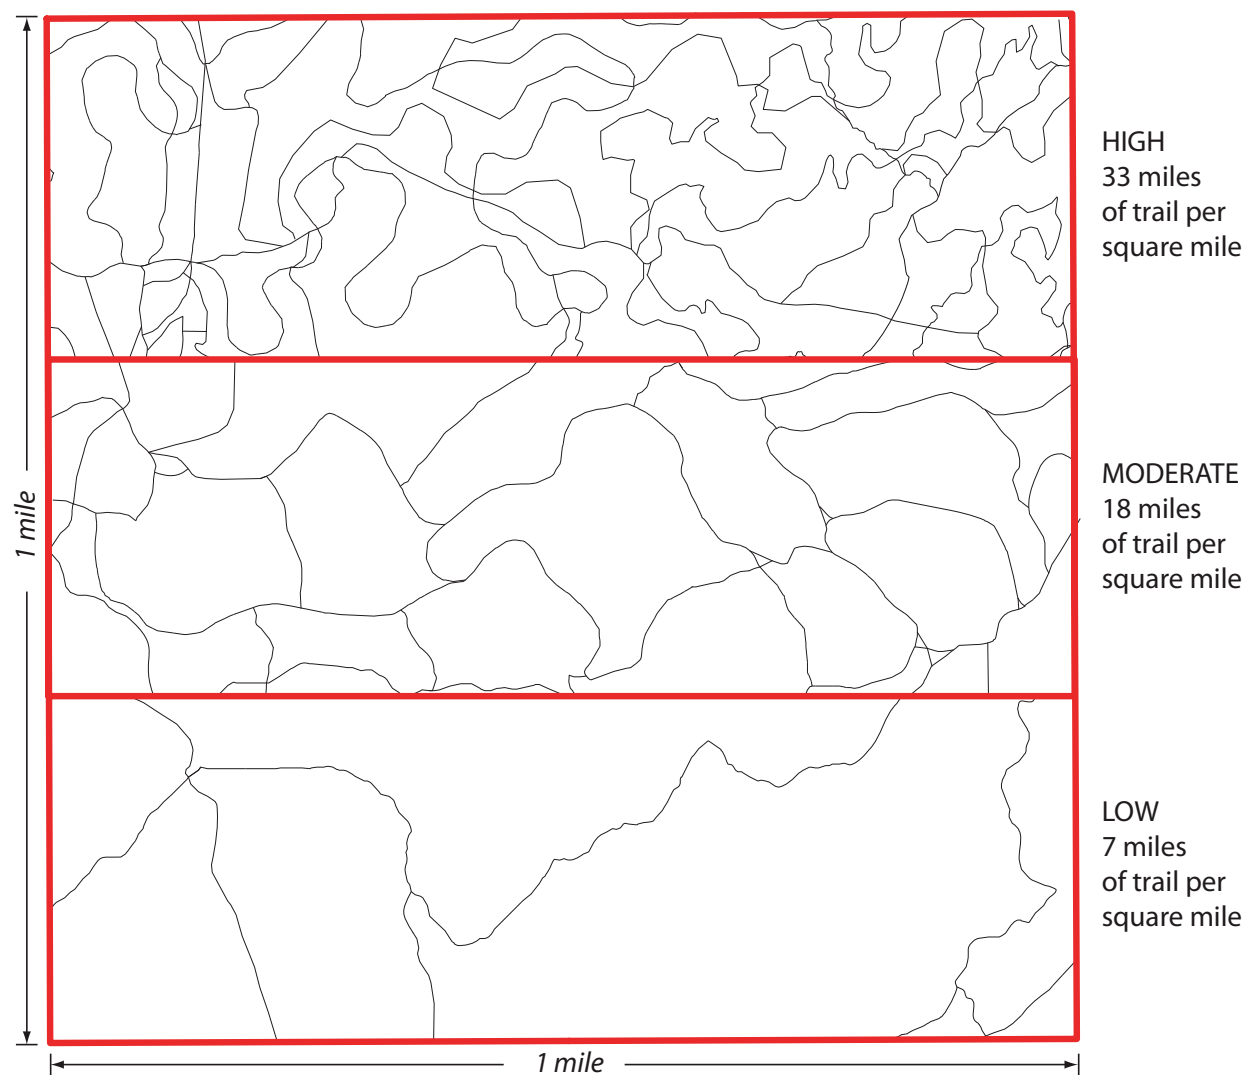 HIGH
33 miles
of trail per
square mile
1 mile
MODERATE
18 miles
of trail per
square mile
LOW
7 miles
of trail per
square mile
1 mile